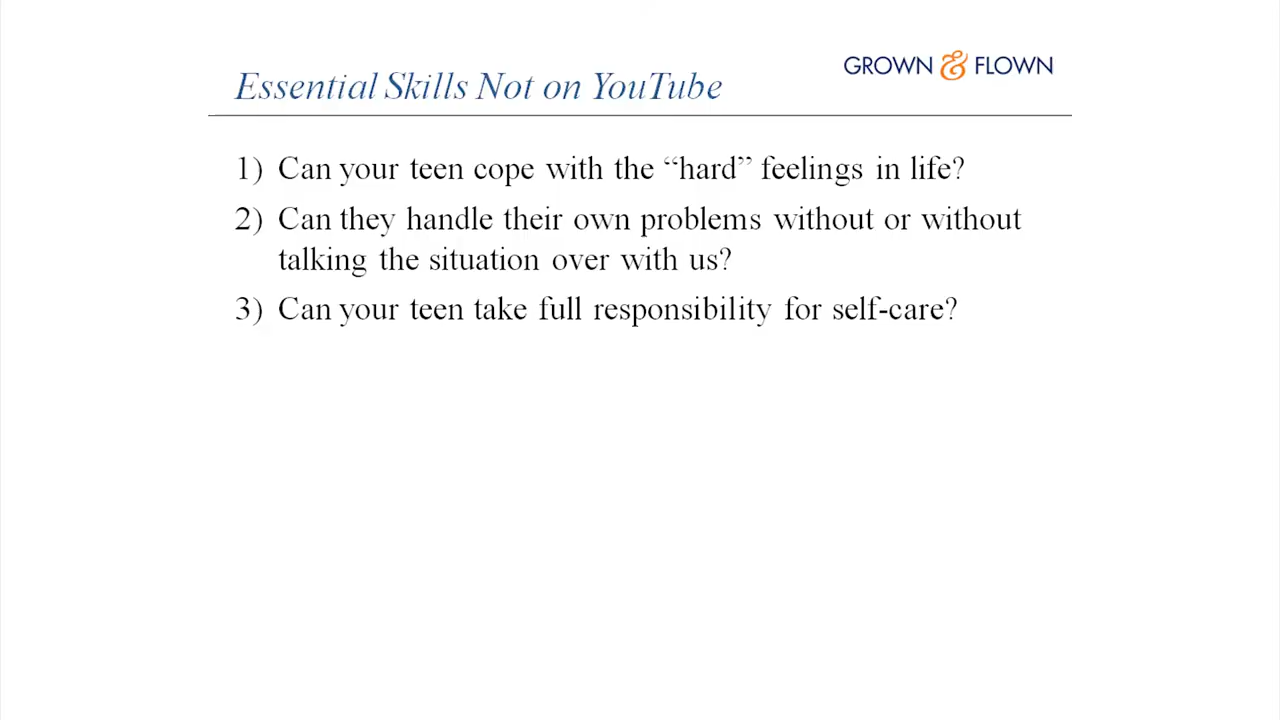 Essential Skills Not on YouTube
GROWN & FLOWN
1) Can your teen cope with the “hard” feelings in life?
2) Can they handle their own problems without or without
talking the situation over with us?
3) Can your teen take full responsibility for self-care?